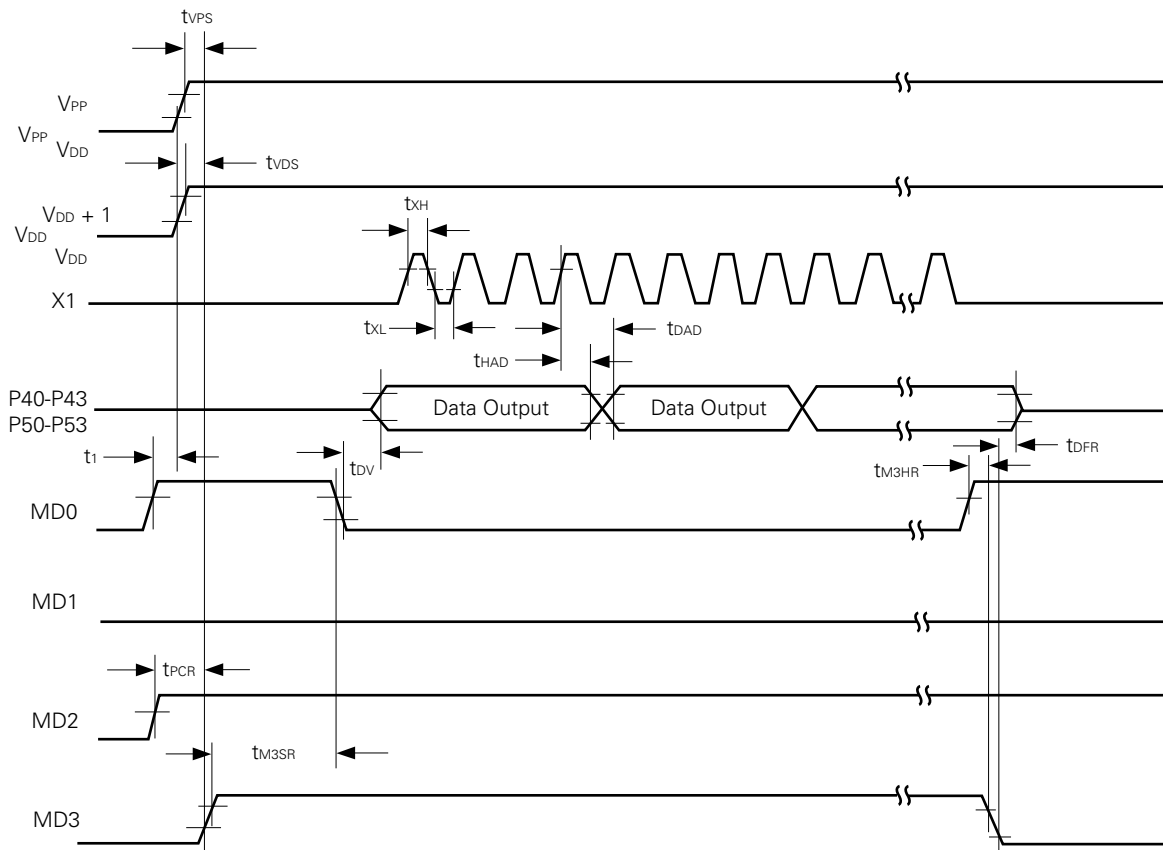 tVPS
VPP
VPP
VDD
tVDS
VDD + 1
VDD
VDD
tXH
X1
tXL
tDAD
tHAD
P40-P43
P50-P53
Data Output
Data Output
t1
tDV
tDFR
tM3HR
MD0
MD1
tPCR
MD2
tM3SR
MD3